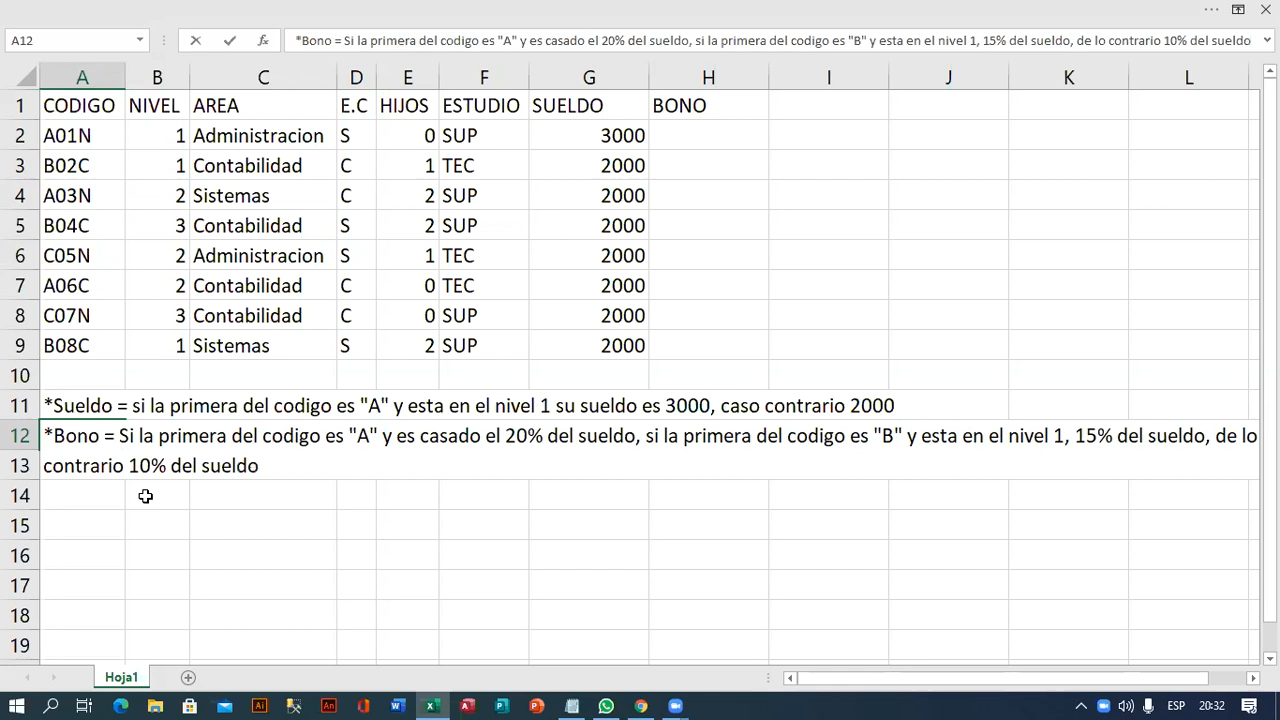 A12
*Bono = Si la primera del codigo es "A" y es casado el 20% del sueldo, si la primera del codigo es "B" y esta en el nivel 1, 15% del sueldo, de lo contrario 10% del sueldo
A B C D E F G H I J K L
1 CODIGO NIVEL AREA E.C HIJOS ESTUDIO SUELDO BONO
2 A01N 1 Administracion S 0 SUP 3000
3 B02C 1 Contabilidad C 1 TEC 2000
4 A03N 2 Sistemas C 2 SUP 2000
5 B04C 3 Contabilidad S 2 SUP 2000
6 C05N 2 Administracion S 1 TEC 2000
7 A06C 2 Contabilidad C 0 TEC 2000
8 C07N 3 Contabilidad C 0 SUP 2000
9 B08C 1 Sistemas S 2 SUP 2000
10
11 *Sueldo = si la primera del codigo es "A" y esta en el nivel 1 su sueldo es 3000, caso contrario 2000
12 *Bono = Si la primera del codigo es "A" y es casado el 20% del sueldo, si la primera del codigo es "B" y esta en el nivel 1, 15% del sueldo, de lo
13 contrario 10% del sueldo
14
15
16
17
18
19
Hoja1
ESP 20:32